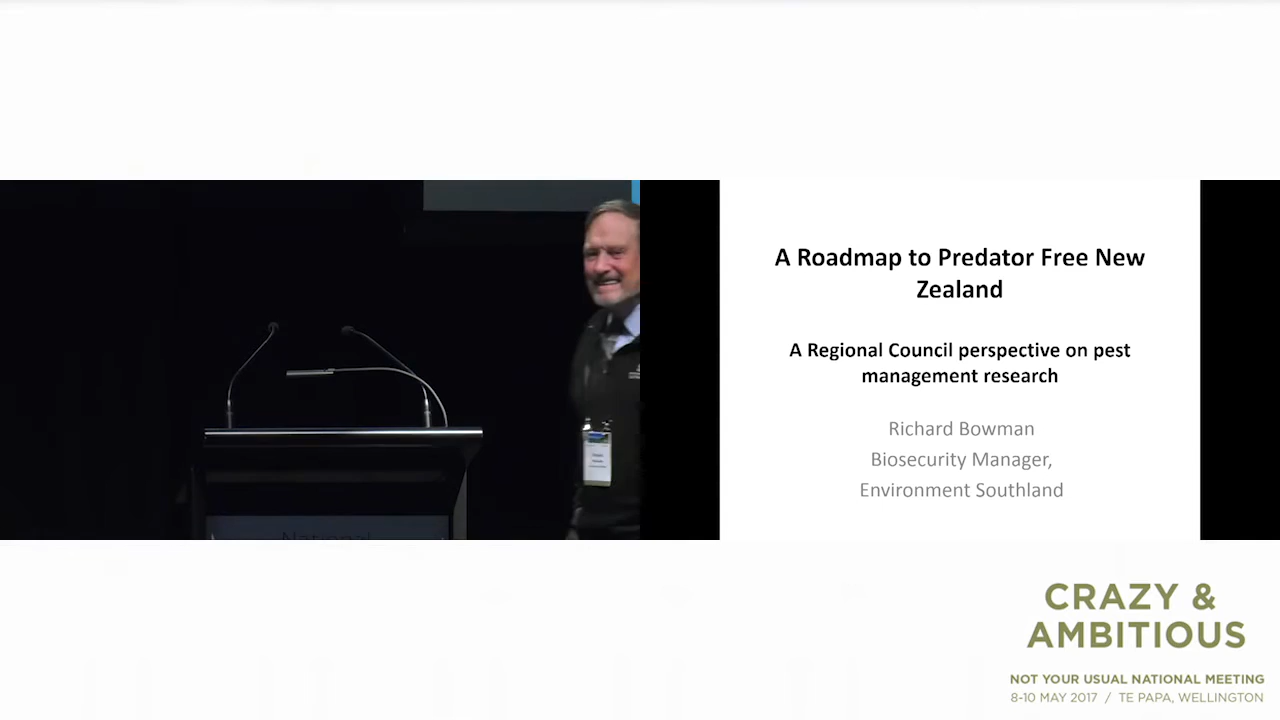 A Roadmap to Predator Free New
Zealand
A Regional Council perspective on pest
management research
Richard Bowman
Biosecurity Manager,
Environment Southland
National
CRAZY &
AMBITIOUS
NOT YOUR USUAL NATIONAL MEETING
8-10 MAY 2017 / TE PAPA, WELLINGTON